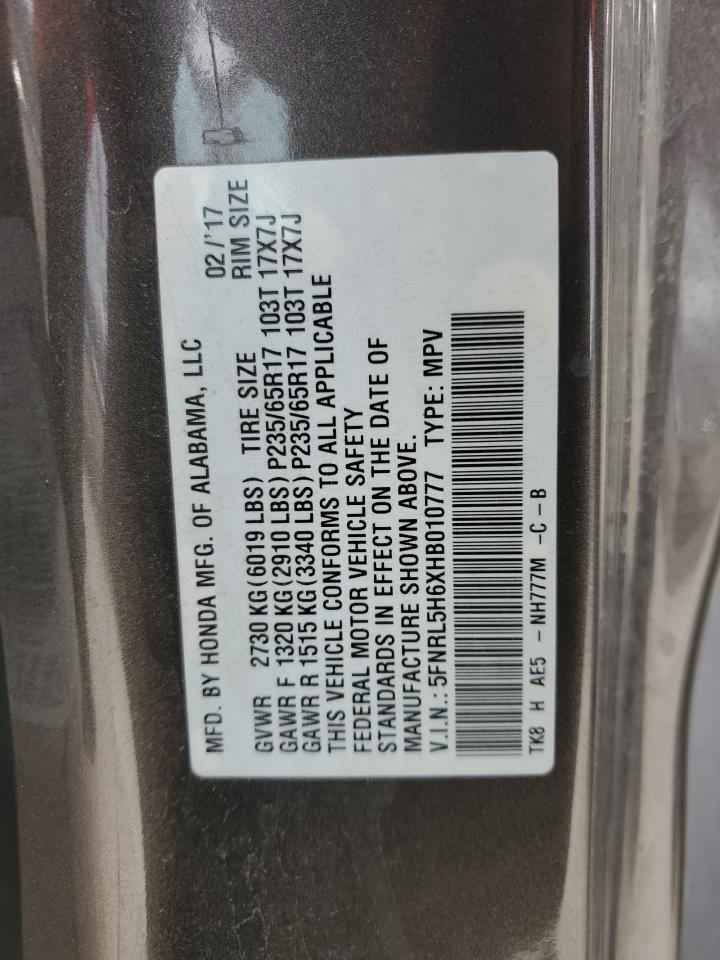 MFD. BY HONDA MFG. OF ALABAMA, LLC 02/'17
GVWR 2730 KG (6019 LBS) TIRE SIZE RIM SIZE
GAWR F 1320 KG (2910 LBS) P235/65R17 103T 17X7J
GAWR R 1515 KG (3340 LBS) P235/65R17 103T 17X7J
THIS VEHICLE CONFORMS TO ALL APPLICABLE
FEDERAL MOTOR VEHICLE SAFETY
STANDARDS IN EFFECT ON THE DATE OF
MANUFACTURE SHOWN ABOVE.
V.I.N.: 5FNRL5H6XHB010777 TYPE: MPV
TK8 H AE5 -NH777M -C-B